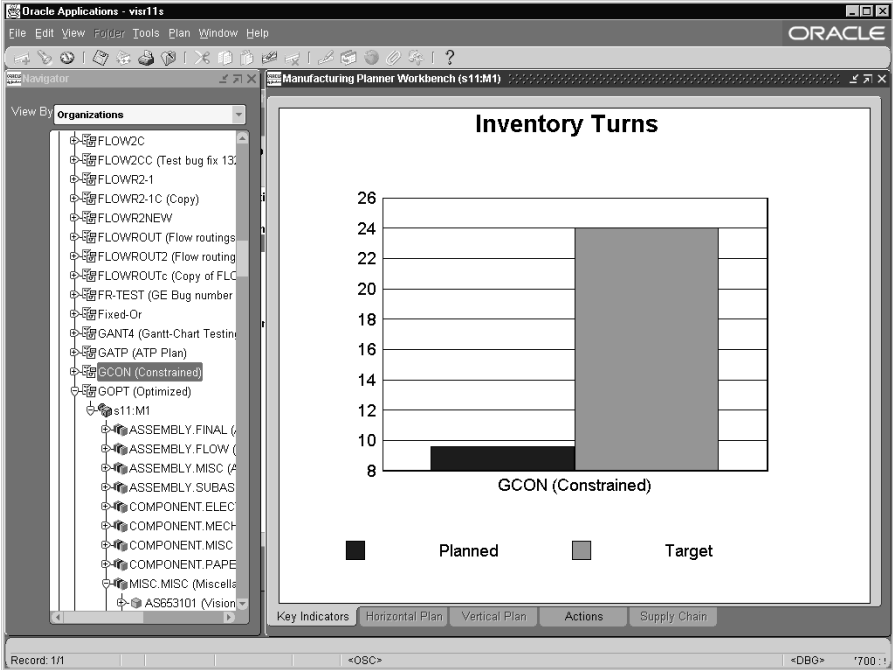 Oracle Applications - visr11s
File Edit View Folder Tools Plan Window Help
ORACLE
Navigator
View By Organizations
FLOW2C
FLOW2CC (Test bug fix 132
FLOWR2-1
FLOWR2-1C (Copy)
FLOWR2NEW
FLOWROUT (Flow routings
FLOWROUT2 (Flow routing
FLOWROUTc (Copy of FLO
FR-TEST (GE Bug number
Fixed-Or
GANT4 (Gantt-Chart Testing
GATP (ATP Plan)
GCON (Constrained)
GOPT (Optimized)
s11:M1
ASSEMBLY.FINAL (
ASSEMBLY.FLOW (
ASSEMBLY.MISC (A
ASSEMBLY.SUBAS
COMPONENT.ELEC
COMPONENT.MECH
COMPONENT.MISC
COMPONENT.PAPE
MISC.MISC (Miscella
AS653101 (Vision
Manufacturing Planner Workbench (s11:M1)
Inventory Turns
26
24
22
20
18
16
14
12
10
8
GCON (Constrained)
Planned Target
Key Indicators Horizontal Plan Vertical Plan Actions Supply Chain
Record: 1/1 <OSC> <DBG>